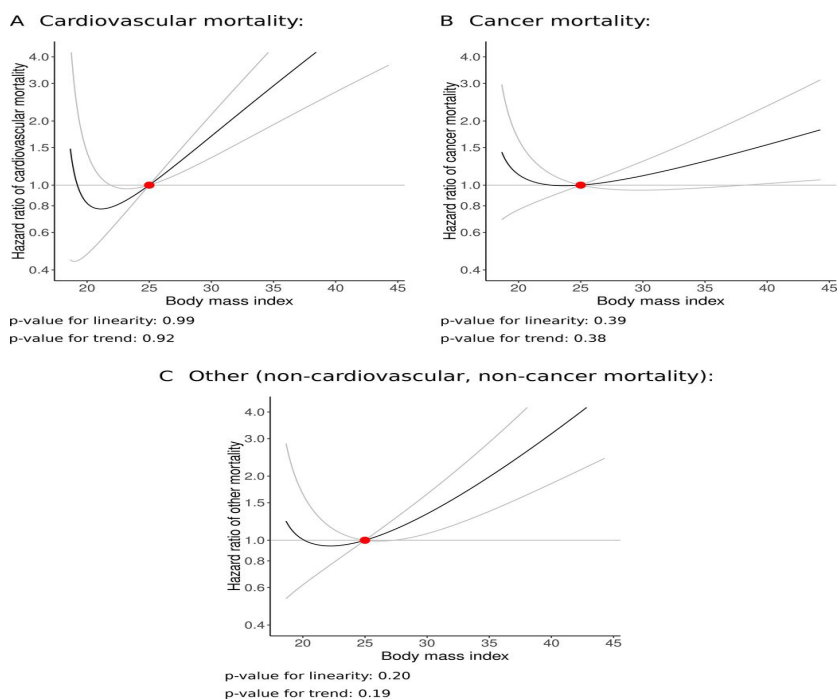 A Cardiovascular mortality:
Hazard ratio of cardiovascular mortality
4.0
3.0
2.0
1.5
1.0
0.8
0.6
0.4
20 25 30 35 40 45
Body mass index
p-value for linearity: 0.99
p-value for trend: 0.92
B Cancer mortality:
Hazard ratio of cancer mortality
4.0
3.0
2.0
1.5
1.0
0.8
0.6
0.4
20 25 30 35 40 45
Body mass index
p-value for linearity: 0.39
p-value for trend: 0.38
C Other (non-cardiovascular, non-cancer mortality):
Hazard ratio of other mortality
4.0
3.0
2.0
1.5
1.0
0.8
0.6
0.4
20 25 30 35 40 45
Body mass index
p-value for linearity: 0.20
p-value for trend: 0.19